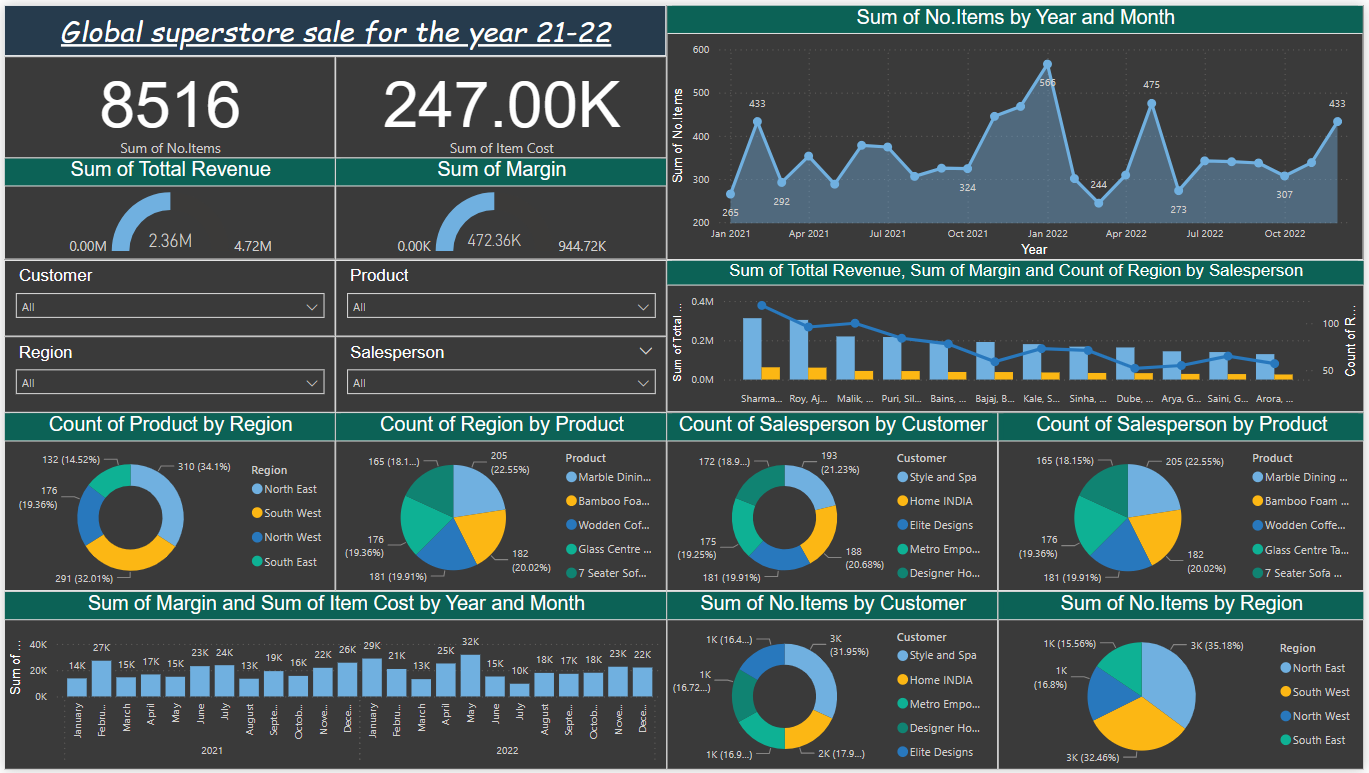 Global superstore sale for the year 21-22
8516
Sum of No.Items
247.00K
Sum of Item Cost
Sum of Tottal Revenue
0.00M
2.36M
4.72M
Sum of Margin
0.00K
472.36K
944.72K
Customer
All
Product
All
Region
All
Salesperson
All
Sum of No.Items by Year and Month
Sum of No.Items
600
500
400
300
200
265
433
292
324
566
244
475
273
307
433
Jan 2021
Apr 2021
Jul 2021
Oct 2021
Jan 2022
Apr 2022
Jul 2022
Oct 2022
Year
Sum of Tottal Revenue, Sum of Margin and Count of Region by Salesperson
Sum of Tottal ...
0.4M
0.2M
0.0M
100
50
Count of R...
Sharma...
Roy, Aj...
Malik, ...
Puri, Sil...
Bains, ...
Bajaj, B...
Kale, S...
Sinha, ...
Dube, ...
Arya, G...
Saini, G...
Arora, ...
Count of Product by Region
132 (14.52%)
310 (34.1%)
176
(19.36%)
291 (32.01%)
Region
North East
South West
North West
South East
Count of Region by Product
165 (18.1...)
205
(22.55%)
176
(19.36%)
182
(20.02%)
181 (19.91%)
Product
Marble Dinin...
Bamboo Foa...
Wodden Cof...
Glass Centre ...
7 Seater Sof...
Count of Salesperson by Customer
172 (18.9...)
193
(21.23%)
175
(19.25%)
188
(20.68%)
181 (19.91%)
Customer
Style and Spa
Home INDIA
Elite Designs
Metro Empo...
Designer Ho...
Count of Salesperson by Product
165 (18.15%)
205 (22.55%)
176
(19.36%)
182
(20.02%)
181 (19.91%)
Product
Marble Dining ...
Bamboo Foam ...
Wodden Coffe...
Glass Centre Ta...
7 Seater Sofa ...
Sum of Margin and Sum of Item Cost by Year and Month
Sum of ...
40K
20K
0K
14K
27K
15K
17K
15K
23K
24K
13K
19K
16K
22K
26K
29K
21K
13K
25K
32K
15K
10K
18K
17K
18K
23K
22K
January
Febru...
March
April
May
June
July
August
Septe...
Octob...
Nove...
Dece...
January
Febru...
March
April
May
June
July
August
Septe...
Octob...
Nove...
Dece...
2021
2022
Sum of No.Items by Customer
1K (16.4...)
3K
(31.95%)
1K
(16.72...)
1K (16.9...)
2K (17.9...)
Customer
Style and Spa
Home INDIA
Metro Empo...
Designer Ho...
Elite Designs
Sum of No.Items by Region
1K (15.56%)
3K (35.18%)
1K
(16.8%)
3K (32.46%)
Region
North East
South West
North West
South East